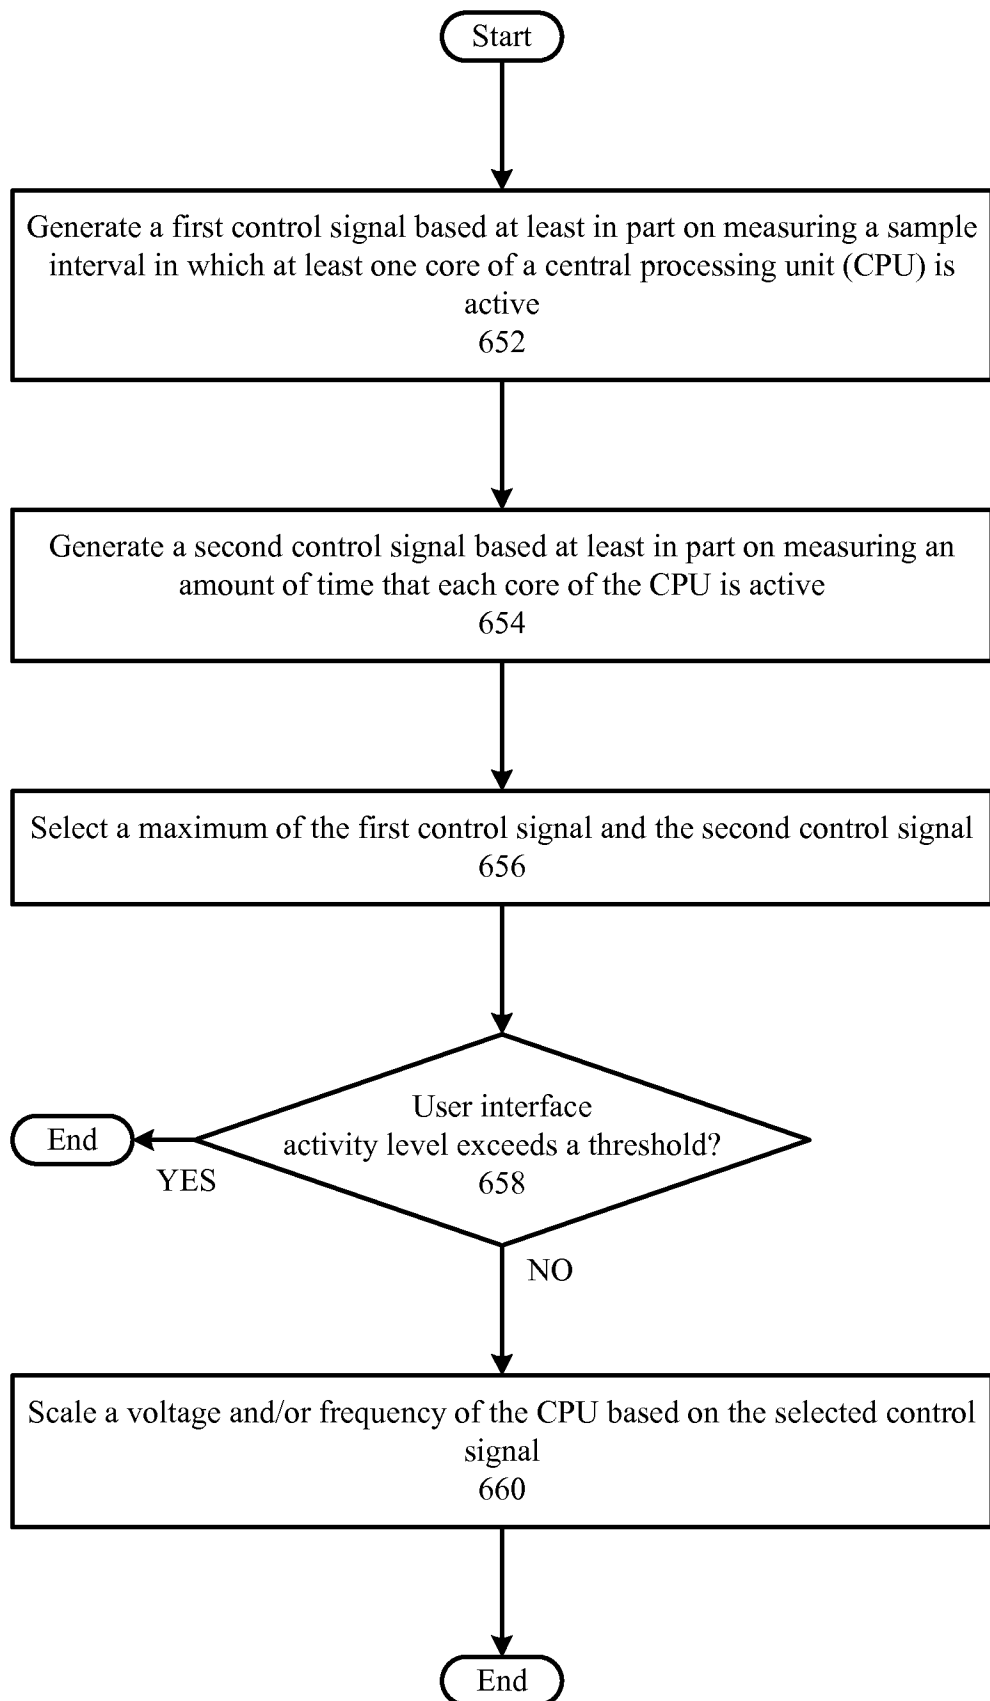 Start
Generate a first control signal based at least in part on measuring a sample
interval in which at least one core of a central processing unit (CPU) is
active
652
Generate a second control signal based at least in part on measuring an
amount of time that each core of the CPU is active
654
Select a maximum of the first control signal and the second control signal
656
User interface
activity level exceeds a threshold?
658
End
YES
NO
Scale a voltage and/or frequency of the CPU based on the selected control
signal
660
End